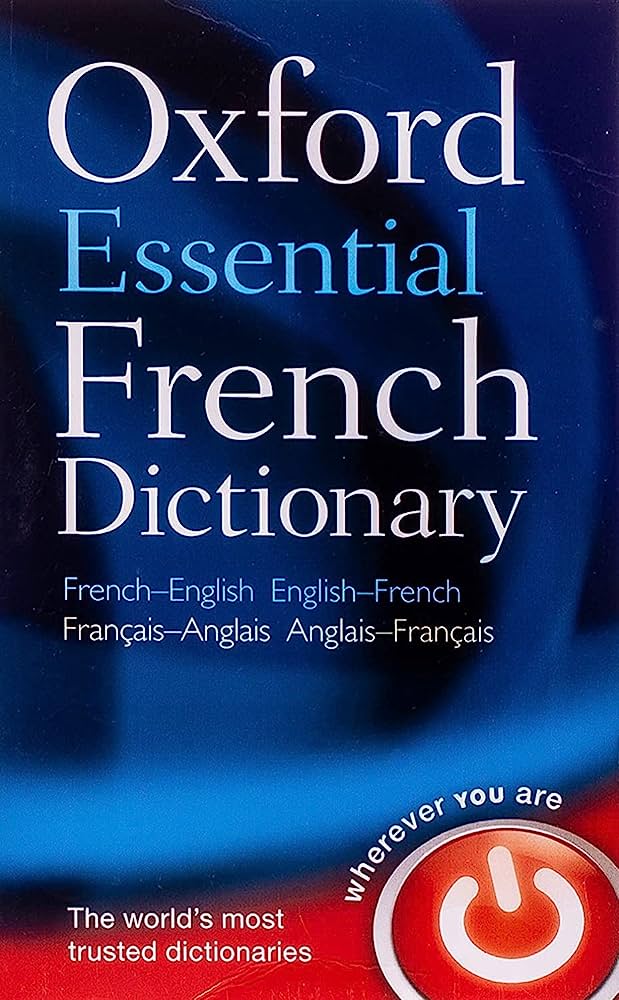 Oxford
Essential
French
Dictionary
French–English English–French
Français–Anglais Anglais–Français
wherever YOU are
The world's most
trusted dictionaries